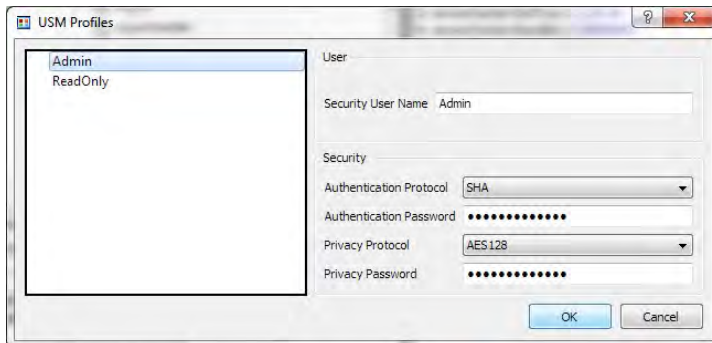 USM Profiles
Admin
ReadOnly
User
Security User Name Admin
Security
Authentication Protocol SHA
Authentication Password •••••••••••••
Privacy Protocol AES128
Privacy Password •••••••••••••
OK Cancel